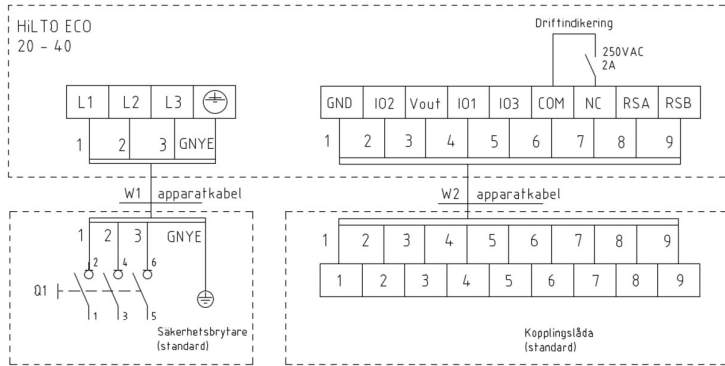 HiLTO ECO
20 - 40
Driftindikering
250VAC
2A
L1 L2 L3
GND IO2 Vout IO1 IO3 COM NC RSA RSB
1 2 3 GNYE
1 2 3 4 5 6 7 8 9
W1 apparatkabel
W2 apparatkabel
1 2 3 GNYE
1 2 3 4 5 6 7 8 9
2 4 6
1 2 3 4 5 6 7 8 9
Q1
1 3 5
Säkerhetsbrytare
(standard)
Kopplingslåda
(standard)